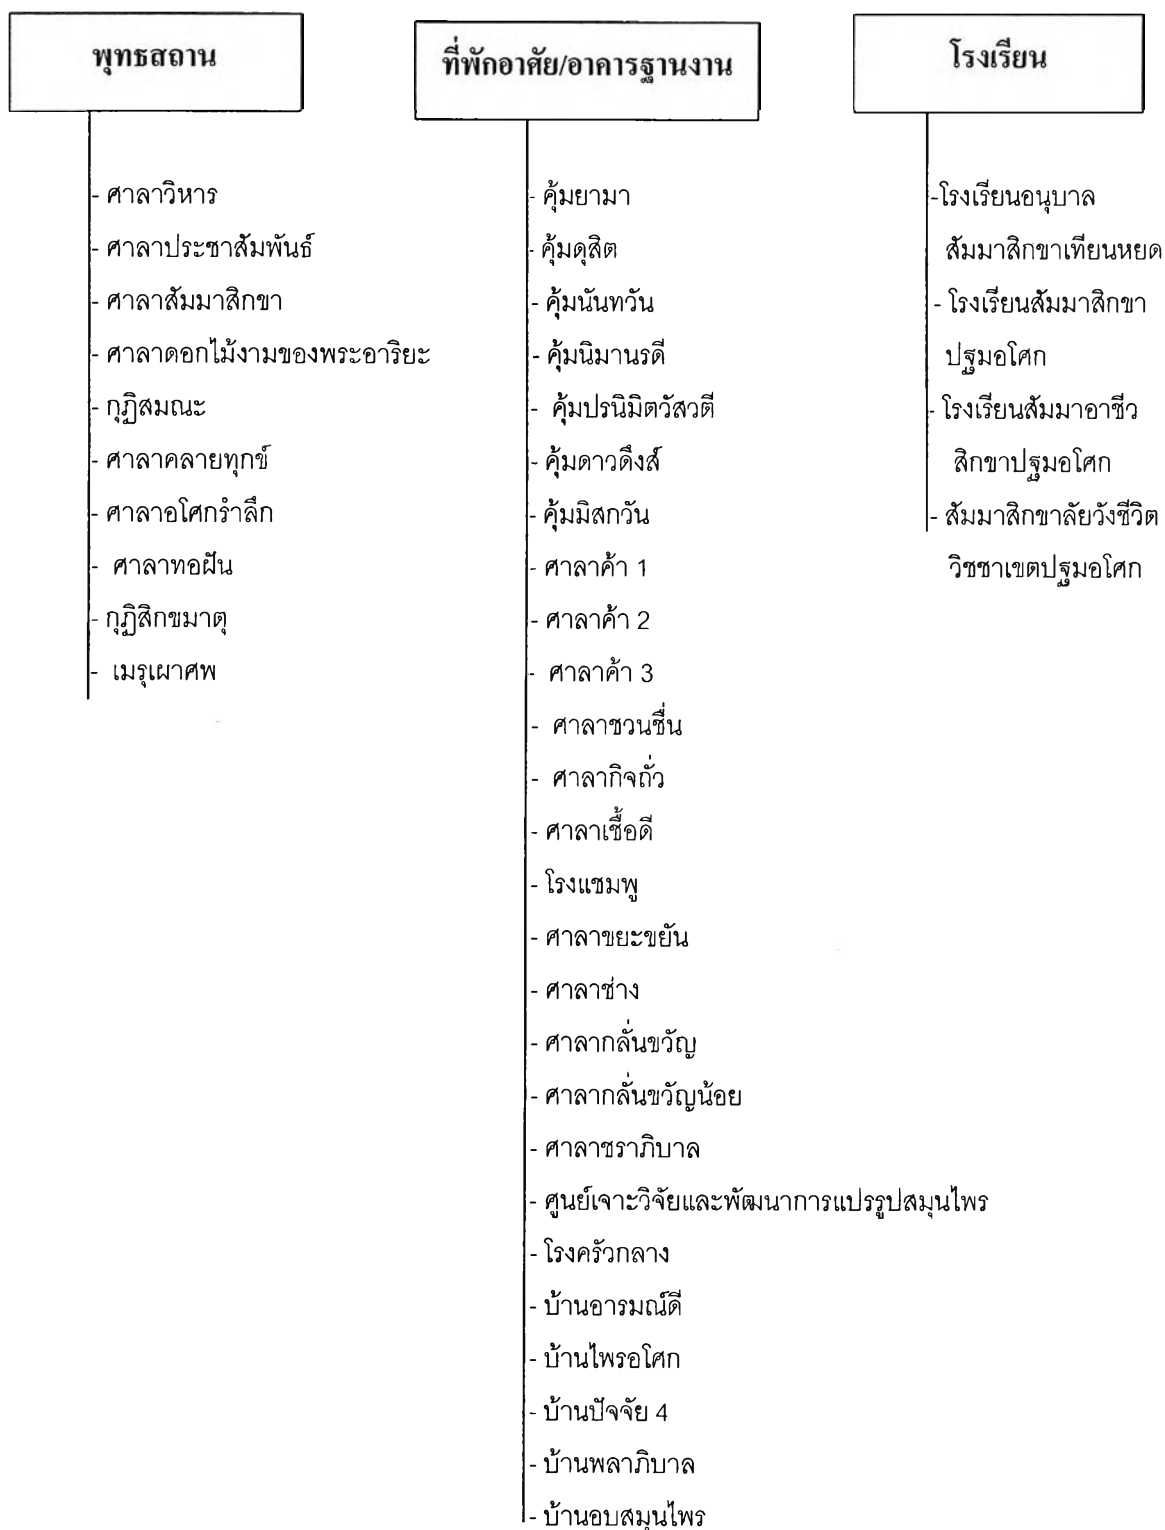 พุทธสถาน
- ศาลาวิหาร
- ศาลาประชาสัมพันธ์
- ศาลาสัมมาสิกขา
- ศาลาดอกไม้งามของพระอาริยะ
- กุฏิสมณะ
- ศาลาคลายทุกข์
- ศาลาอโศกรำลึก
- ศาลาทอฝัน
- กุฏิสิกขมาตุ
- เมรุเผาศพ
ที่พักอาศัย/อาคารฐานงาน
- คุ้มยามา
- คุ้มดุสิต
- คุ้มนันทวัน
- คุ้มนิมานรดี
- คุ้มปรนิมิตวัสวตี
- คุ้มดาวดึงส์
- คุ้มมิสกวัน
- ศาลาค้า 1
- ศาลาค้า 2
- ศาลาค้า 3
- ศาลาชวนชื่น
- ศาลากิจถั่ว
- ศาลาเชื้อดี
- โรงแชมพู
- ศาลาขยะขยัน
- ศาลาช่าง
- ศาลากลั่นขวัญ
- ศาลากลั่นขวัญน้อย
- ศาลาชราภิบาล
- ศูนย์เจาะวิจัยและพัฒนาการแปรรูปสมุนไพร
- โรงครัวกลาง
- บ้านอารมณ์ดี
- บ้านไพรอโศก
- บ้านปัจจัย 4
- บ้านพลาภิบาล
- บ้านอบสมุนไพร
โรงเรียน
-โรงเรียนอนุบาล
สัมมาสิกขาเทียนหยด
- โรงเรียนสัมมาสิกขา
ปฐมอโศก
- โรงเรียนสัมมาอาชีว
สิกขาปฐมอโศก
- สัมมาสิกขาลัยวังชีวิต
วิชชาเขตปฐมอโศก